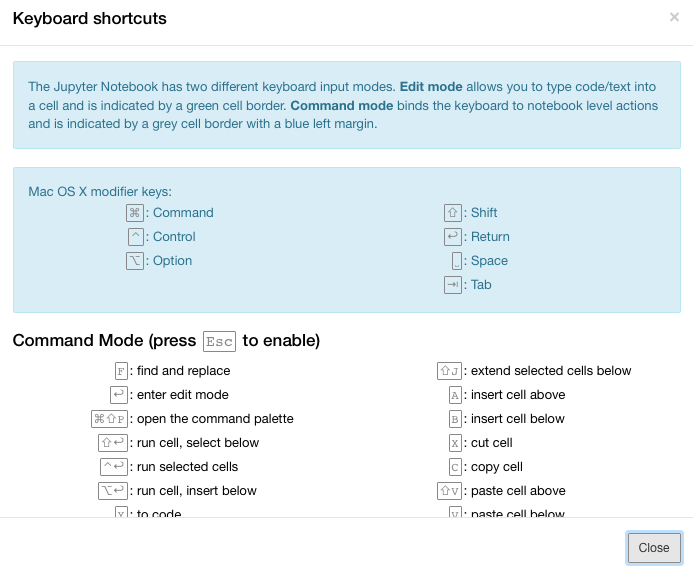 Keyboard shortcuts ×
The Jupyter Notebook has two different keyboard input modes. Edit mode allows you to type code/text into
a cell and is indicated by a green cell border. Command mode binds the keyboard to notebook level actions
and is indicated by a grey cell border with a blue left margin.
Mac OS X modifier keys:
⌘: Command
^: Control
⌥: Option
⇧: Shift
↩: Return
␣: Space
⇥: Tab
Command Mode (press Esc to enable)
F: find and replace
↩: enter edit mode
⌘⇧P: open the command palette
⇧↩: run cell, select below
^↩: run selected cells
⌥↩: run cell, insert below
Y: to code
⇧J: extend selected cells below
A: insert cell above
B: insert cell below
X: cut cell
C: copy cell
⇧V: paste cell above
V: paste cell below
Close